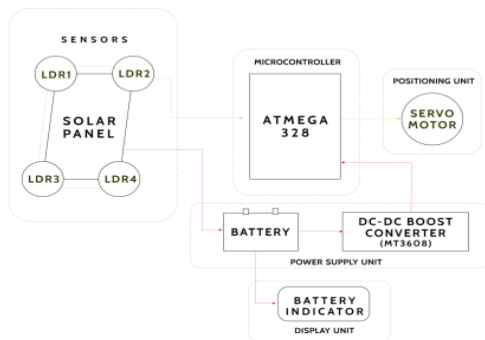 SENSORS
LDR1
LDR2
SOLAR
PANEL
LDR3
LDR4
MICROCONTROLLER
ATMEGA
328
POSITIONING UNIT
SERVO
MOTOR
BATTERY
DC-DC BOOST
CONVERTER
(MT3608)
POWER SUPPLY UNIT
BATTERY
INDICATOR
DISPLAY UNIT